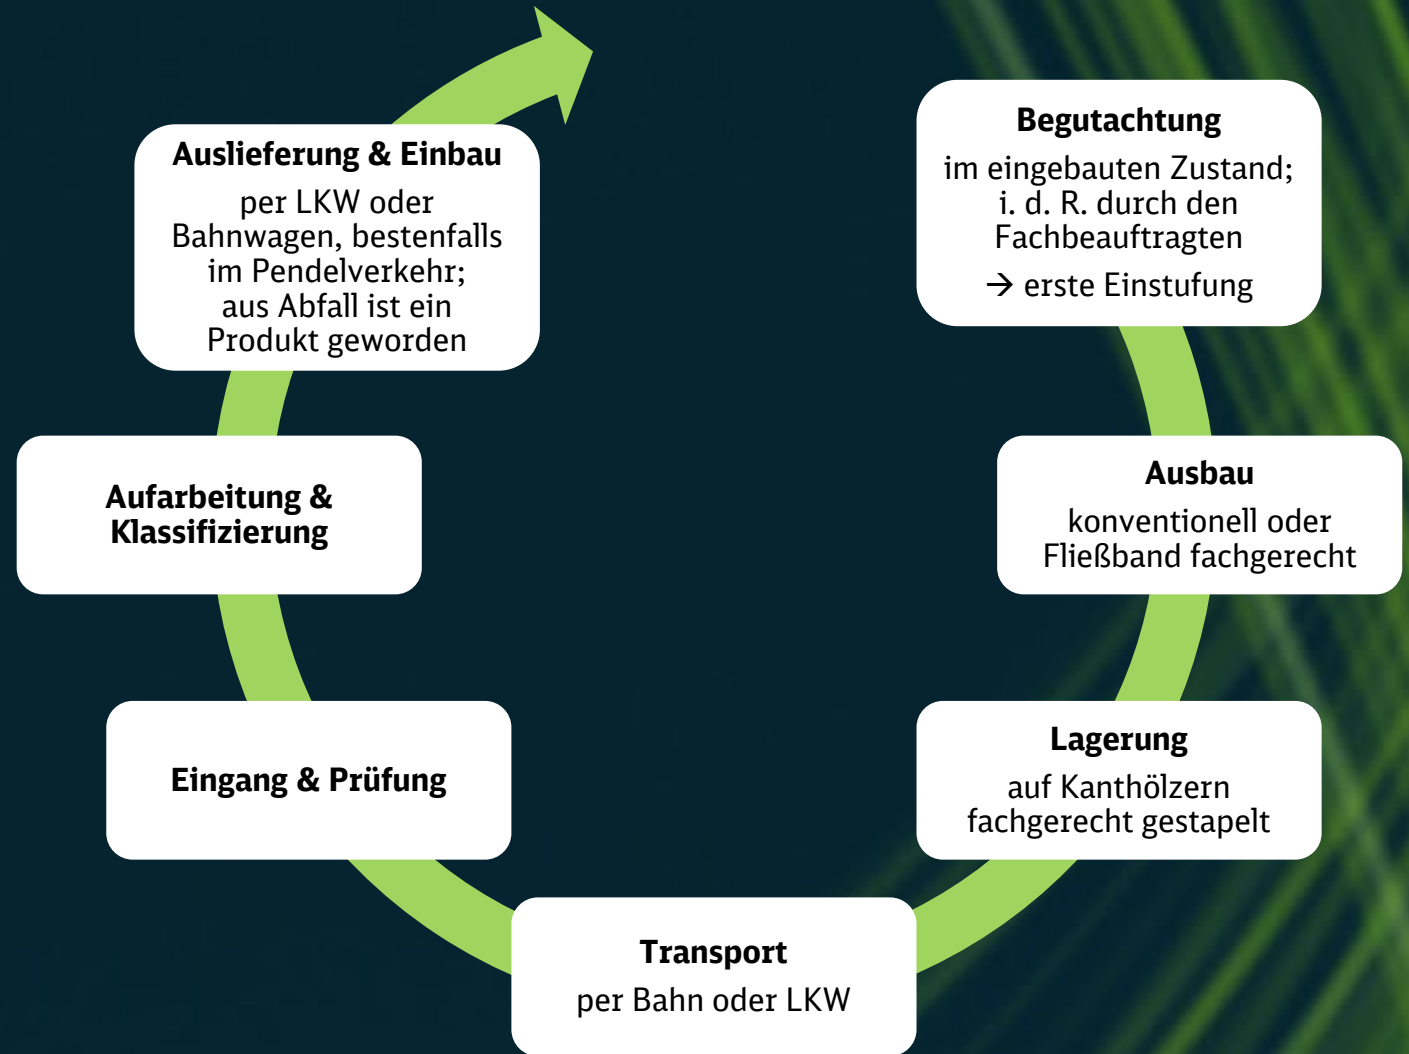 Begutachtung
im eingebauten Zustand;
i. d. R. durch den
Fachbeauftragten
→ erste Einstufung
Ausbau
konventionell oder
Fließband fachgerecht
Lagerung
auf Kanthölzern
fachgerecht gestapelt
Transport
per Bahn oder LKW
Eingang & Prüfung
Aufarbeitung &
Klassifizierung
Auslieferung & Einbau
per LKW oder
Bahnwagen, bestenfalls
im Pendelverkehr;
aus Abfall ist ein
Produkt geworden